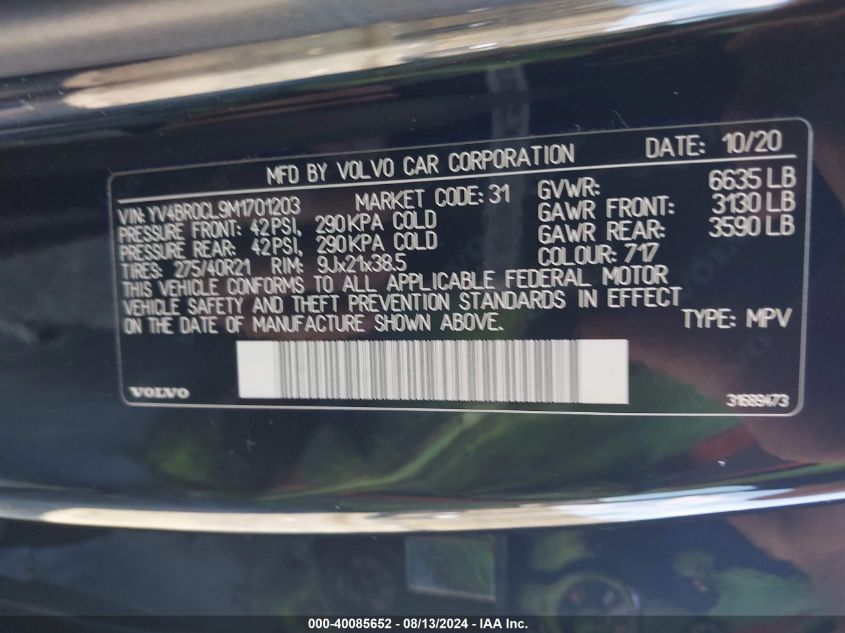 MFD BY VOLVO CAR CORPORATION DATE: 10/20
VIN: YV4BR0CL9M1701203 MARKET CODE: 31 GVWR: 6635 LB
PRESSURE FRONT: 42PSI, 290KPA COLD GAWR FRONT: 3130 LB
PRESSURE REAR: 42PSI, 290KPA COLD GAWR REAR: 3590 LB
TIRES: 275/40R21 RIM: 9Jx21x38.5 COLOUR: 717
THIS VEHICLE CONFORMS TO ALL APPLICABLE FEDERAL MOTOR
VEHICLE SAFETY AND THEFT PREVENTION STANDARDS IN EFFECT
ON THE DATE OF MANUFACTURE SHOWN ABOVE. TYPE: MPV
VOLVO 31689473
000-40085652 / 08/13/2024 - IAA Inc.